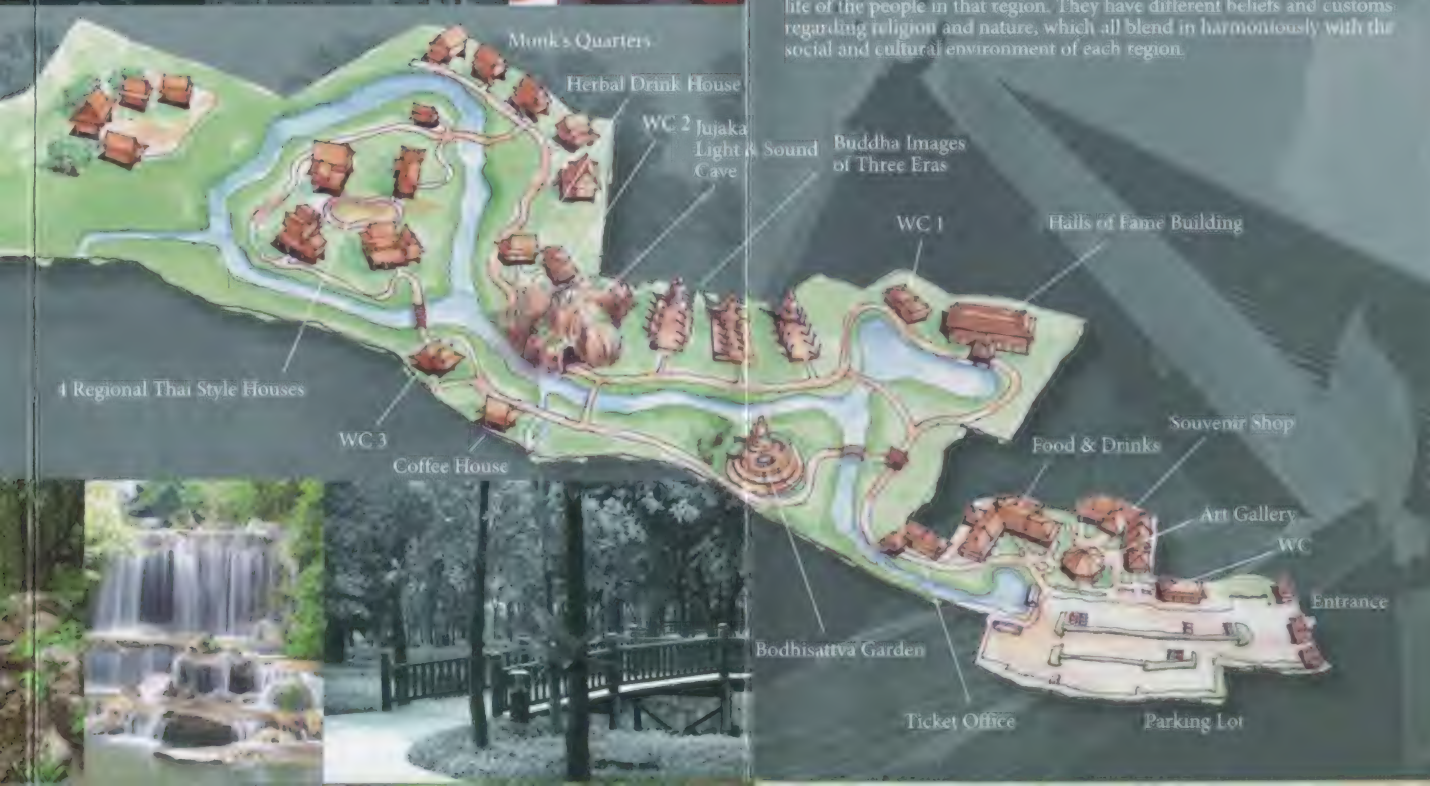 life of the people in that region. They have different beliefs and customs
regarding religion and nature, which all blend in harmoniously with the
social and cultural environment of each region.
Monk's Quarters
Herbal Drink House
WC 2
Jujaka
Light & Sound
Cave
Buddha Images
of Three Eras
WC 1
Halls of Fame Building
4 Regional Thai Style Houses
WC 3
Coffee House
Food & Drinks
Souvenir Shop
Art Gallery
WC
Entrance
Bodhisattva Garden
Ticket Office
Parking Lot